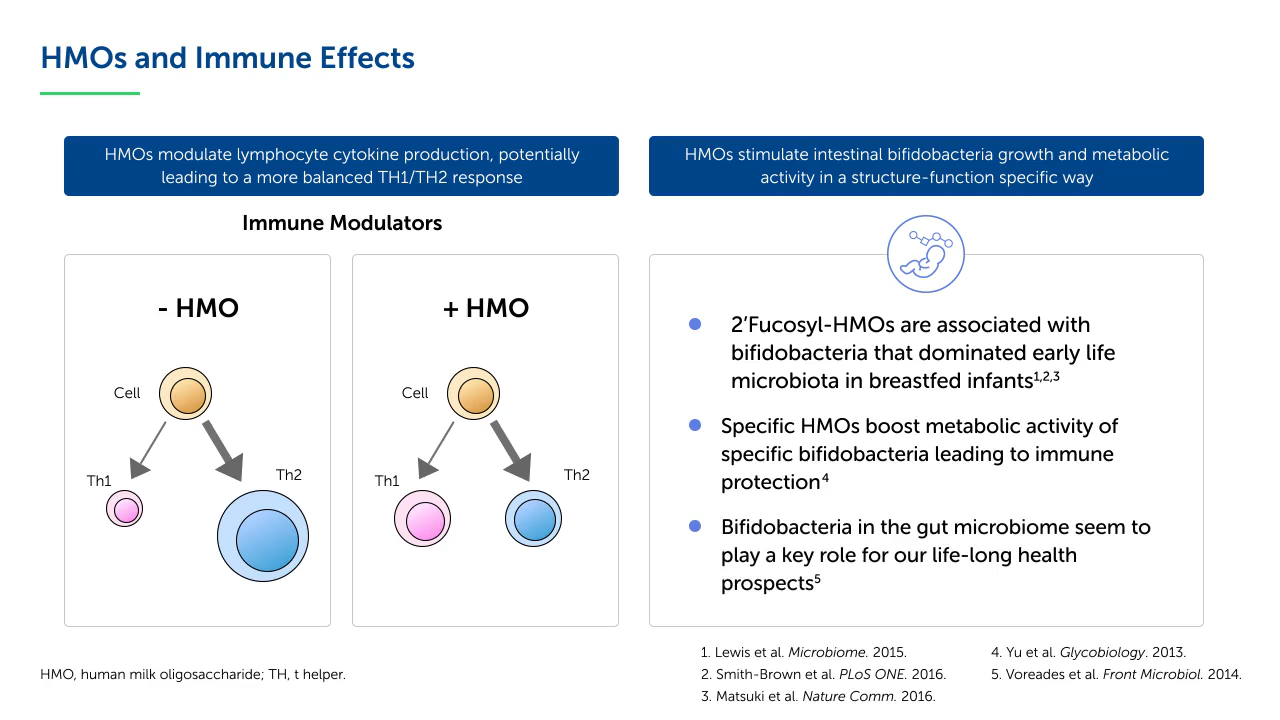 HMOs and Immune Effects
HMOs modulate lymphocyte cytokine production, potentially
leading to a more balanced TH1/TH2 response
Immune Modulators
- HMO
Cell
Th1
Th2
+ HMO
Cell
Th1
Th2
HMOs stimulate intestinal bifidobacteria growth and metabolic
activity in a structure-function specific way
2’Fucosyl-HMOs are associated with
bifidobacteria that dominated early life
microbiota in breastfed infants1,2,3
Specific HMOs boost metabolic activity of
specific bifidobacteria leading to immune
protection4
Bifidobacteria in the gut microbiome seem to
play a key role for our life-long health
prospects5
HMO, human milk oligosaccharide; TH, t helper.
1. Lewis et al. Microbiome. 2015.
2. Smith-Brown et al. PLoS ONE. 2016.
3. Matsuki et al. Nature Comm. 2016.
4. Yu et al. Glycobiology. 2013.
5. Voreades et al. Front Microbiol. 2014.